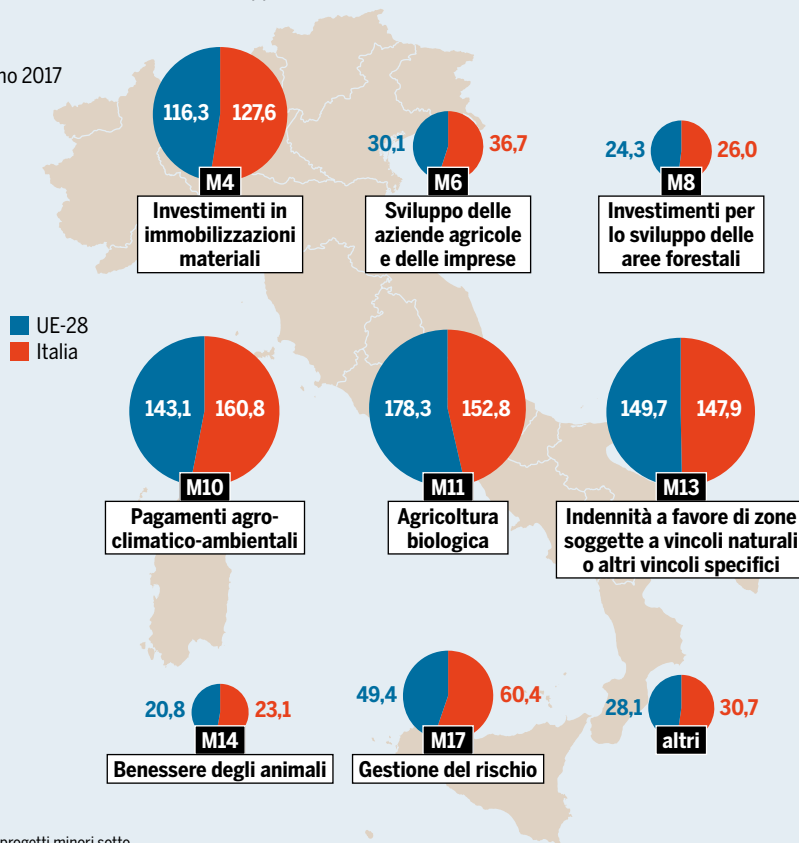 no 2017
116,3 127,6
M4
Investimenti in
immobilizzazioni
materiali
30,1 36,7
M6
Sviluppo delle
aziende agricole
e delle imprese
24,3 26,0
M8
Investimenti per
lo sviluppo delle
aree forestali
UE-28
Italia
143,1 160,8
M10
Pagamenti agro-
climatico-ambientali
178,3 152,8
M11
Agricoltura
biologica
149,7 147,9
M13
Indennità a favore di zone
soggette a vincoli naturali
o altri vincoli specifici
20,8 23,1
M14
Benessere degli animali
49,4 60,4
M17
Gestione del rischio
28,1 30,7
altri
progetti minori sotto